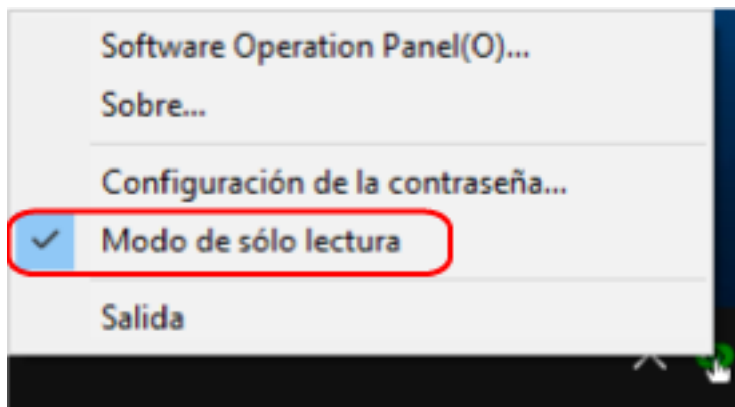 Software Operation Panel(O)...
Sobre...
Configuración de la contraseña...
Modo de sólo lectura
Salida